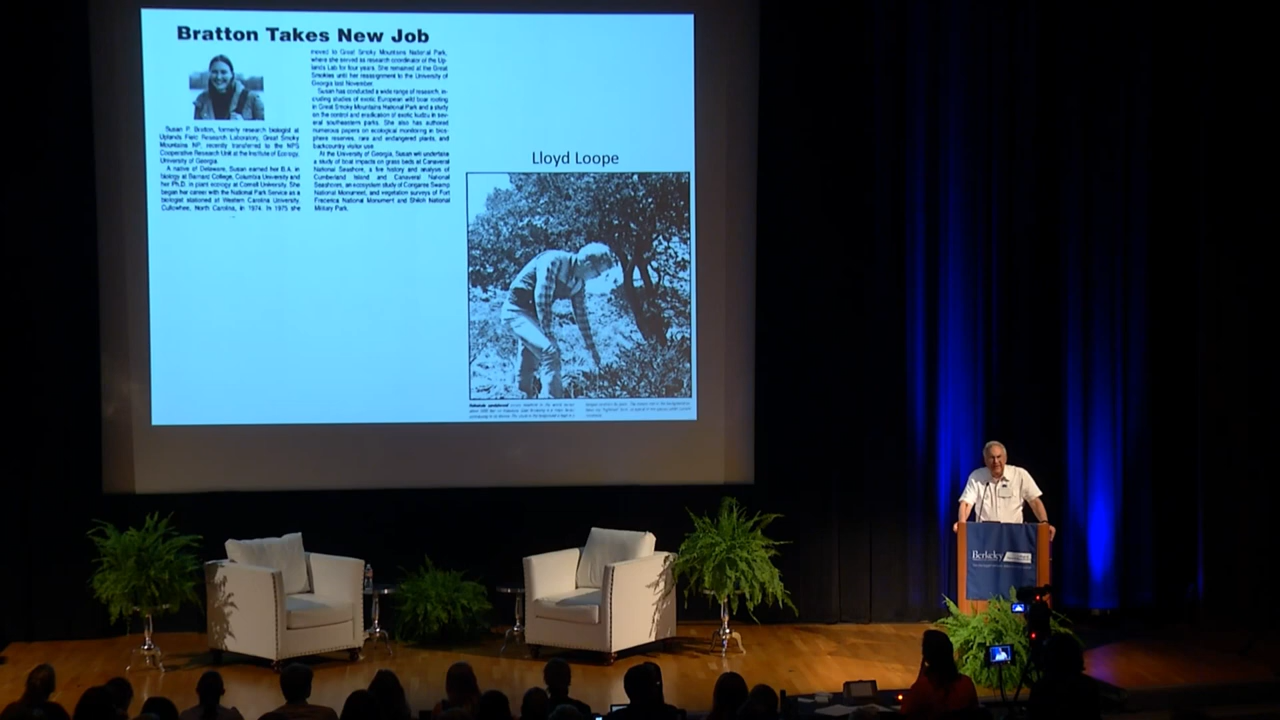 Bratton Takes New Job
Susan P. Bratton, formerly research biologist at
Uplands Field Research Laboratory, Great Smoky
Mountains NP, recently transferred to the NPS
Cooperative Research Unit at the Institute of Ecology,
University of Georgia.
A native of Delaware, Susan earned her B.A. in
biology at Barnard College, Columbia University and
her Ph.D. in plant ecology at Cornell University. She
began her career with the National Park Service as a
biologist stationed at Western Carolina University,
Cullowhee, North Carolina, in 1974. In 1975 she
moved to Great Smoky Mountains National Park,
where she served as research coordinator of the Up-
lands Lab for four years. She remained at the Great
Smokies until her reassignment to the University of
Georgia last November.
Susan has conducted a wide range of research, in-
cluding studies of exotic European wild boar rooting
in Great Smoky Mountains National Park and a study
on the control and eradication of exotic kudzu in sev-
eral southeastern parks. She also has authored
numerous papers on ecological monitoring in bios-
phere reserves, rare and endangered plants, and
backcountry visitor use.
At the University of Georgia, Susan will undertake
a study of boat impacts on grass beds at Canaveral
National Seashore, a fire history and analysis of
Cumberland Island and Canaveral National
Seashores, an ecosystem study of Congaree Swamp
National Monument, and vegetation surveys of Fort
Frederica National Monument and Shiloh National
Military Park.
Lloyd Loope
Berkeley